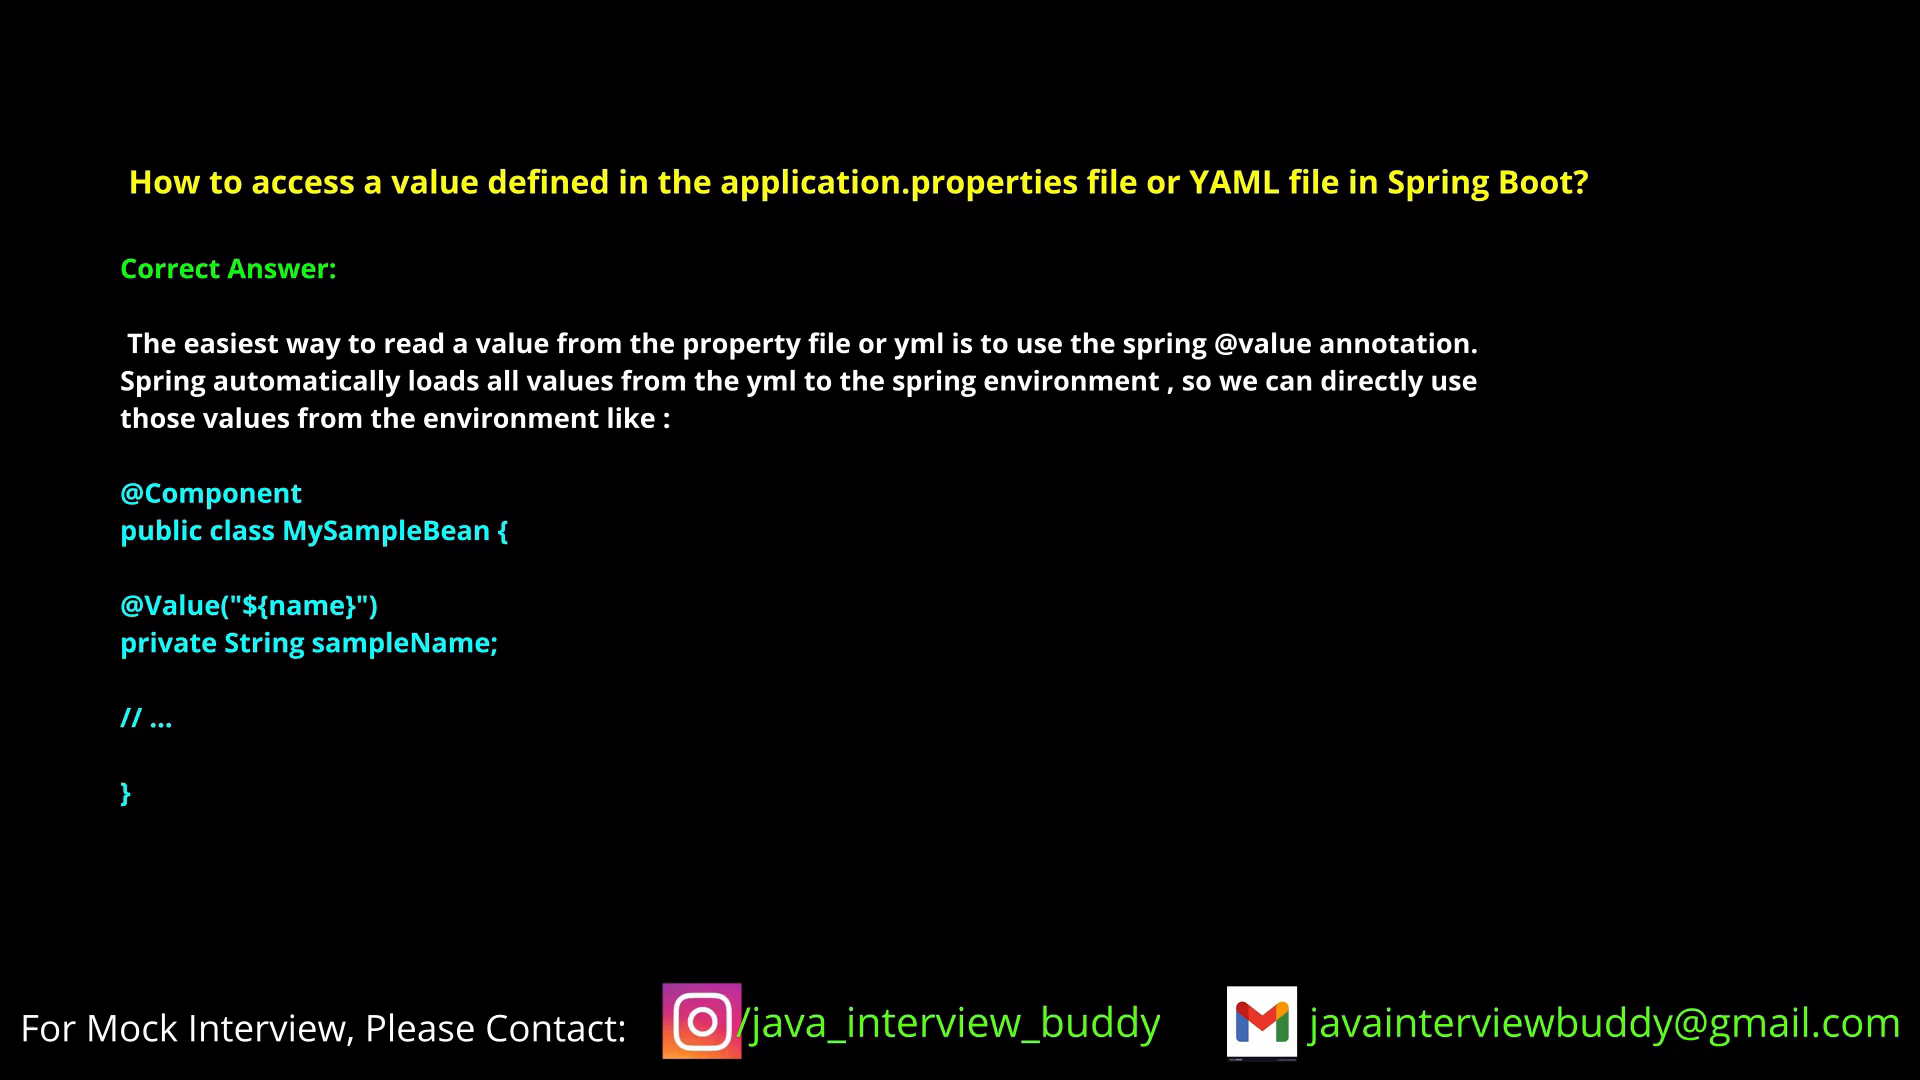 How to access a value defined in the application.properties file or YAML file in Spring Boot?
Correct Answer:
The easiest way to read a value from the property file or yml is to use the spring @value annotation.
Spring automatically loads all values from the yml to the spring environment , so we can directly use
those values from the environment like :
@Component
public class MySampleBean {
@Value("${name}")
private String sampleName;
// ...
}
For Mock Interview, Please Contact: /java_interview_buddy javainterviewbuddy@gmail.com